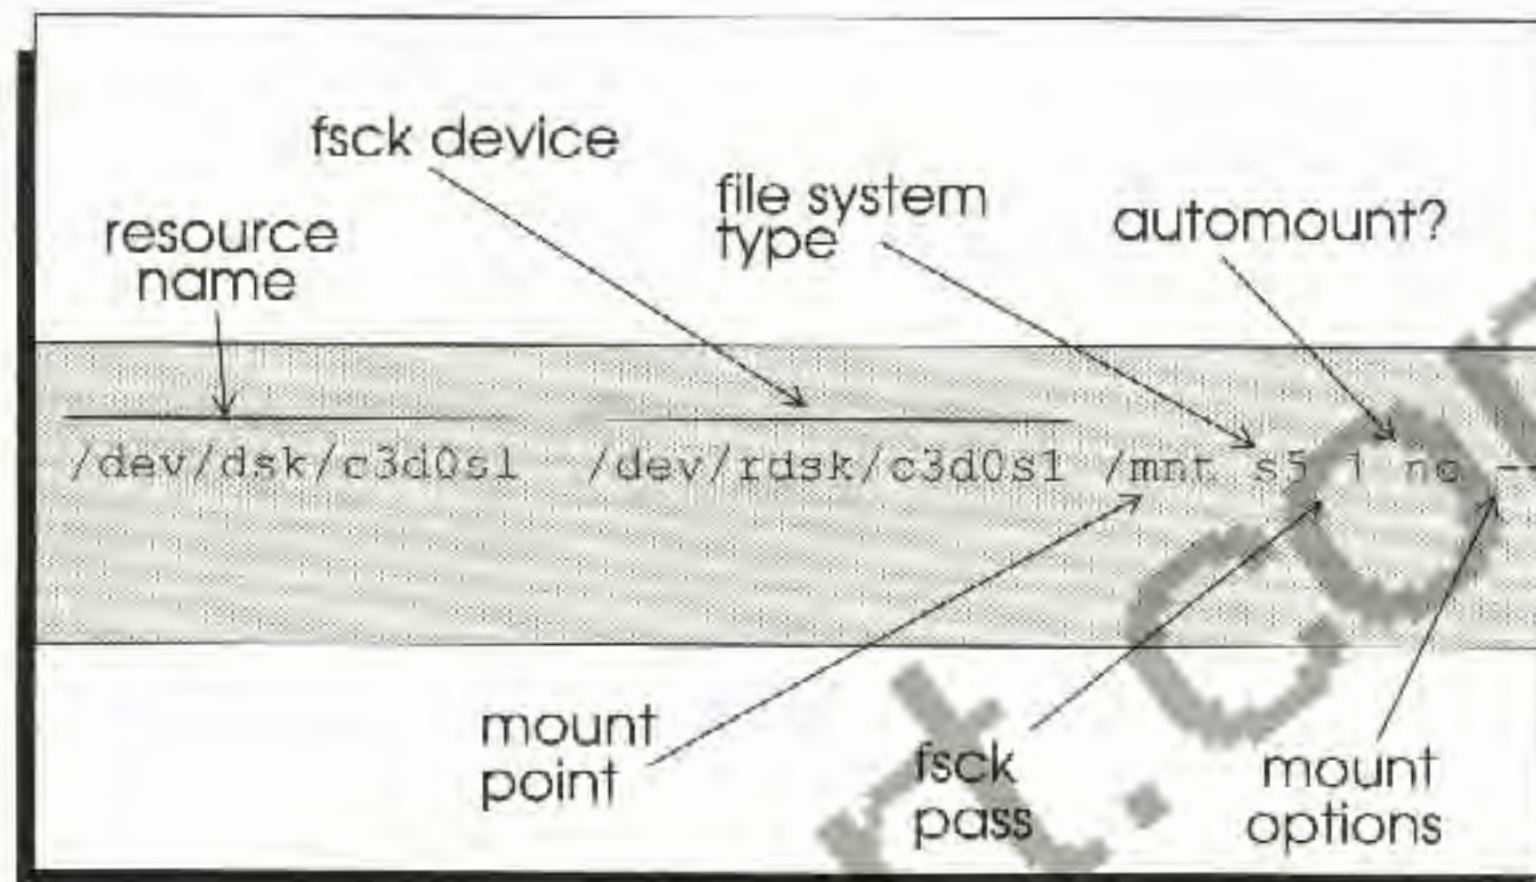 fsck device
file system
type
automount?
resource
name
/dev/dsk/c3d0s1 /dev/rdsk/c3d0s1 /mnt s5 1 no --
mount
point
fsck
pass
mount
options